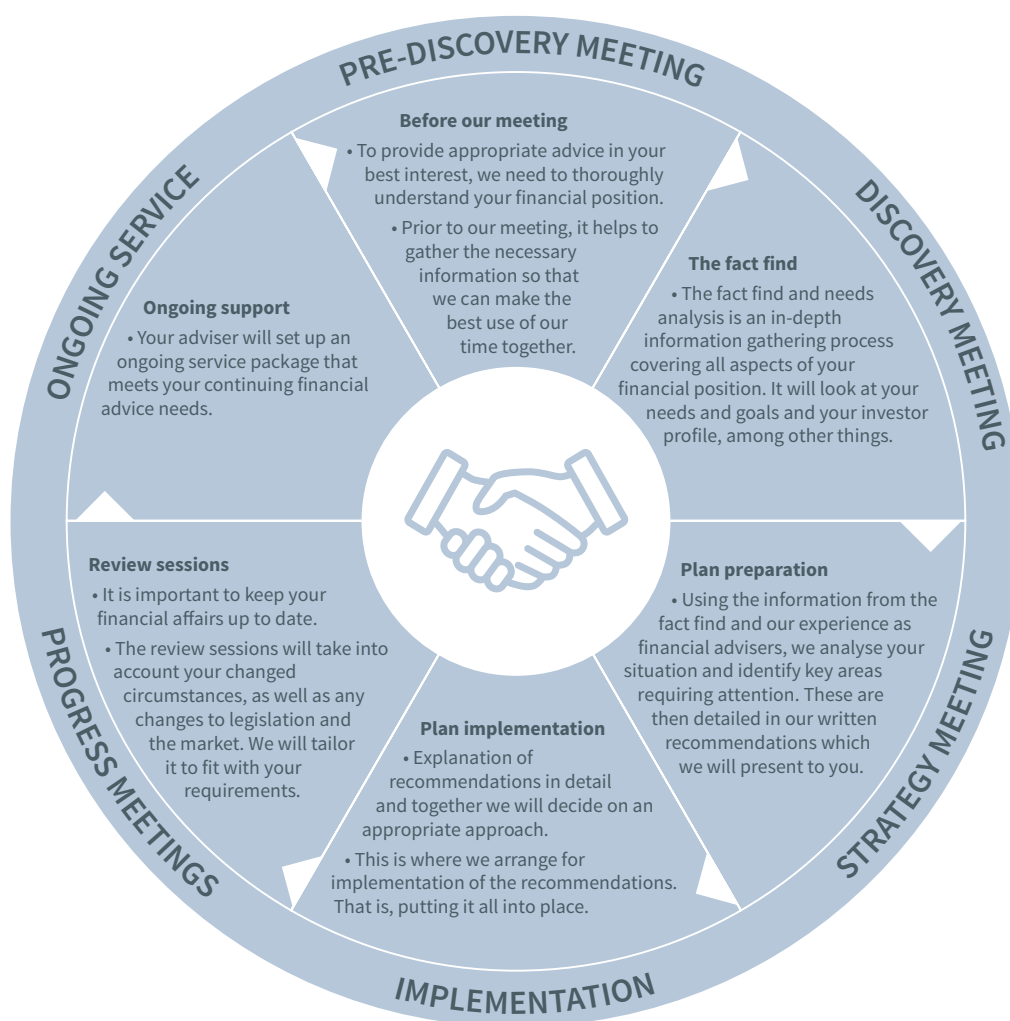 PRE-DISCOVERY MEETING
Before our meeting
• To provide appropriate advice in your
best interest, we need to thoroughly
understand your financial position.
• Prior to our meeting, it helps to
gather the necessary
information so that
we can make the
best use of our
time together.
DISCOVERY MEETING
The fact find
• The fact find and needs
analysis is an in-depth
information gathering process
covering all aspects of your
financial position. It will look at your
needs and goals and your investor
profile, among other things.
STRATEGY MEETING
Plan preparation
• Using the information from the
fact find and our experience as
financial advisers, we analyse your
situation and identify key areas
requiring attention. These are
then detailed in our written
recommendations which
we will present to you.
IMPLEMENTATION
Plan implementation
• Explanation of
recommendations in detail
and together we will decide on an
appropriate approach.
• This is where we arrange for
implementation of the recommendations.
That is, putting it all into place.
PROGRESS MEETINGS
Review sessions
• It is important to keep your
financial affairs up to date.
• The review sessions will take into
account your changed
circumstances, as well as any
changes to legislation and
the market. We will tailor
it to fit with your
requirements.
ONGOING SERVICE
Ongoing support
• Your adviser will set up an
ongoing service package that
meets your continuing financial
advice needs.